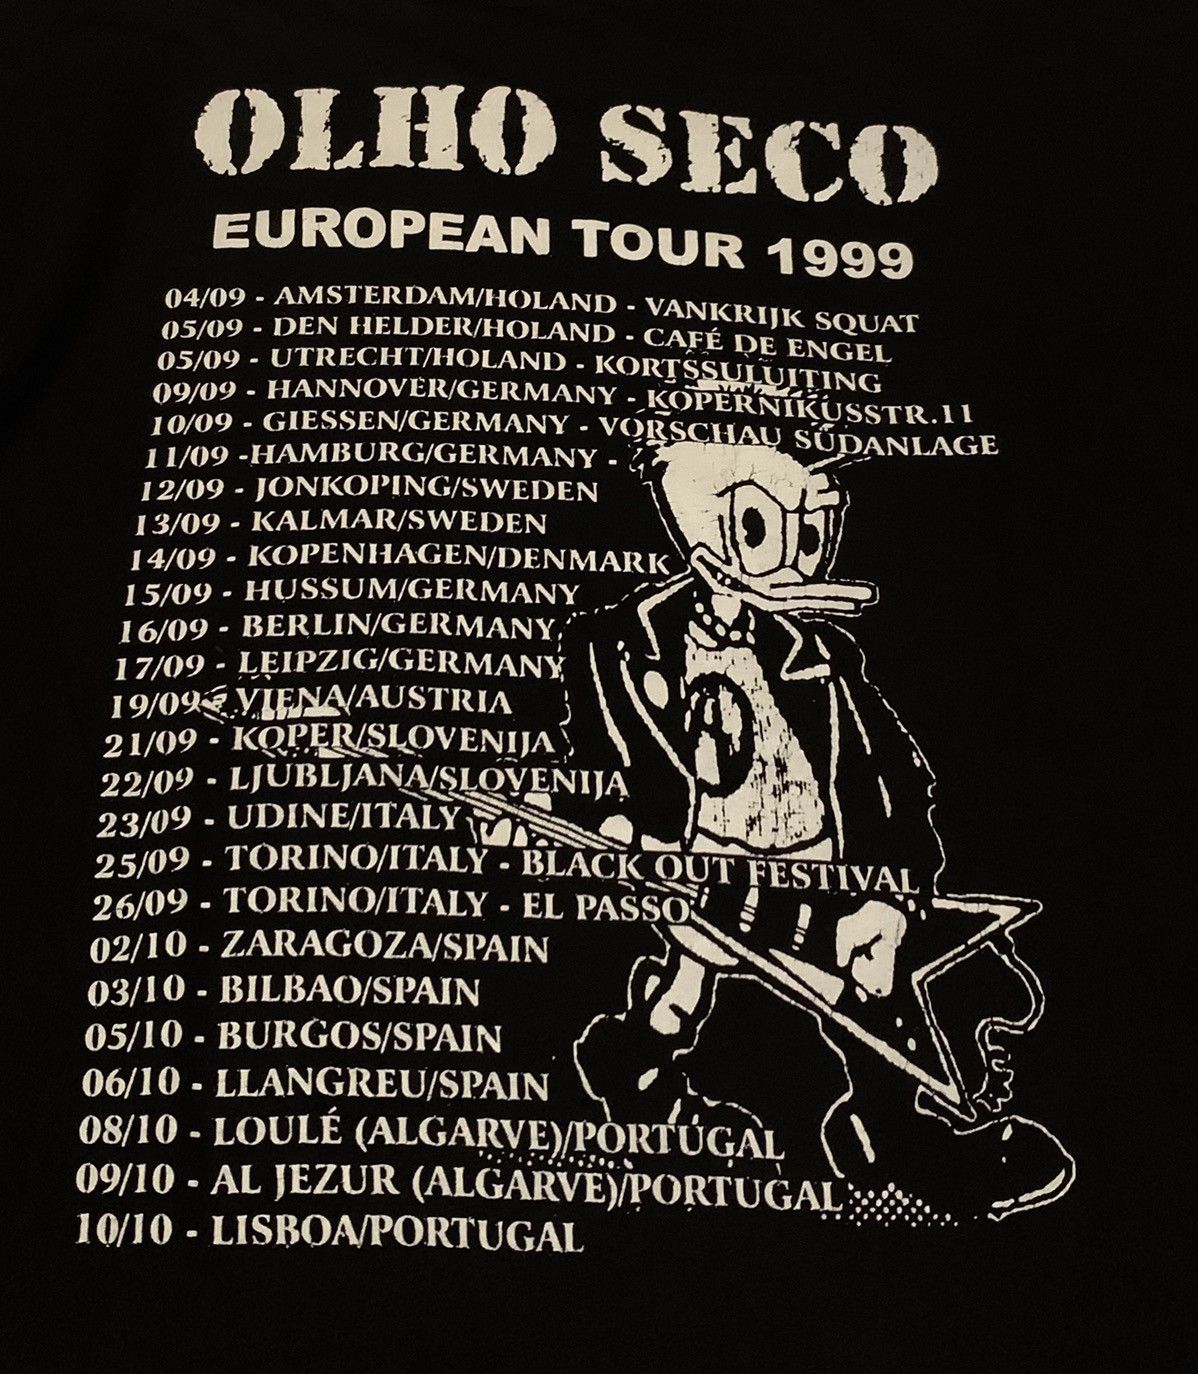 OLHO SECO
EUROPEAN TOUR 1999
04/09 - AMSTERDAM/HOLAND - VANKRIJK SQUAT
05/09 - DEN HELDER/HOLAND - CAFÉ DE ENGEL
05/09 - UTRECHT/HOLAND - KORTSSULUITING
09/09 - HANNOVER/GERMANY - KOPERNIKUSSTR.11
10/09 - GIESSEN/GERMANY - VORSCHAU SÜDANLAGE
11/09 -HAMBURG/GERMANY -
12/09 - JONKOPING/SWEDEN
13/09 - KALMAR/SWEDEN
14/09 - KOPENHAGEN/DENMARK
15/09 - HUSSUM/GERMANY
16/09 - BERLIN/GERMANY
17/09 - LEIPZIG/GERMANY
19/09 - VIENA/AUSTRIA
21/09 - KOPER/SLOVENIJA
22/09 - LJUBLJANA/SLOVENIJA
23/09 - UDINE/ITALY
25/09 - TORINO/ITALY - BLACK OUT FESTIVAL
26/09 - TORINO/ITALY - EL PASSO
02/10 - ZARAGOZA/SPAIN
03/10 - BILBAO/SPAIN
05/10 - BURGOS/SPAIN
06/10 - LLANGREU/SPAIN
08/10 - LOULÉ (ALGARVE)/PORTUGAL
09/10 - AL JEZUR (ALGARVE)/PORTUGAL
10/10 - LISBOA/PORTUGAL